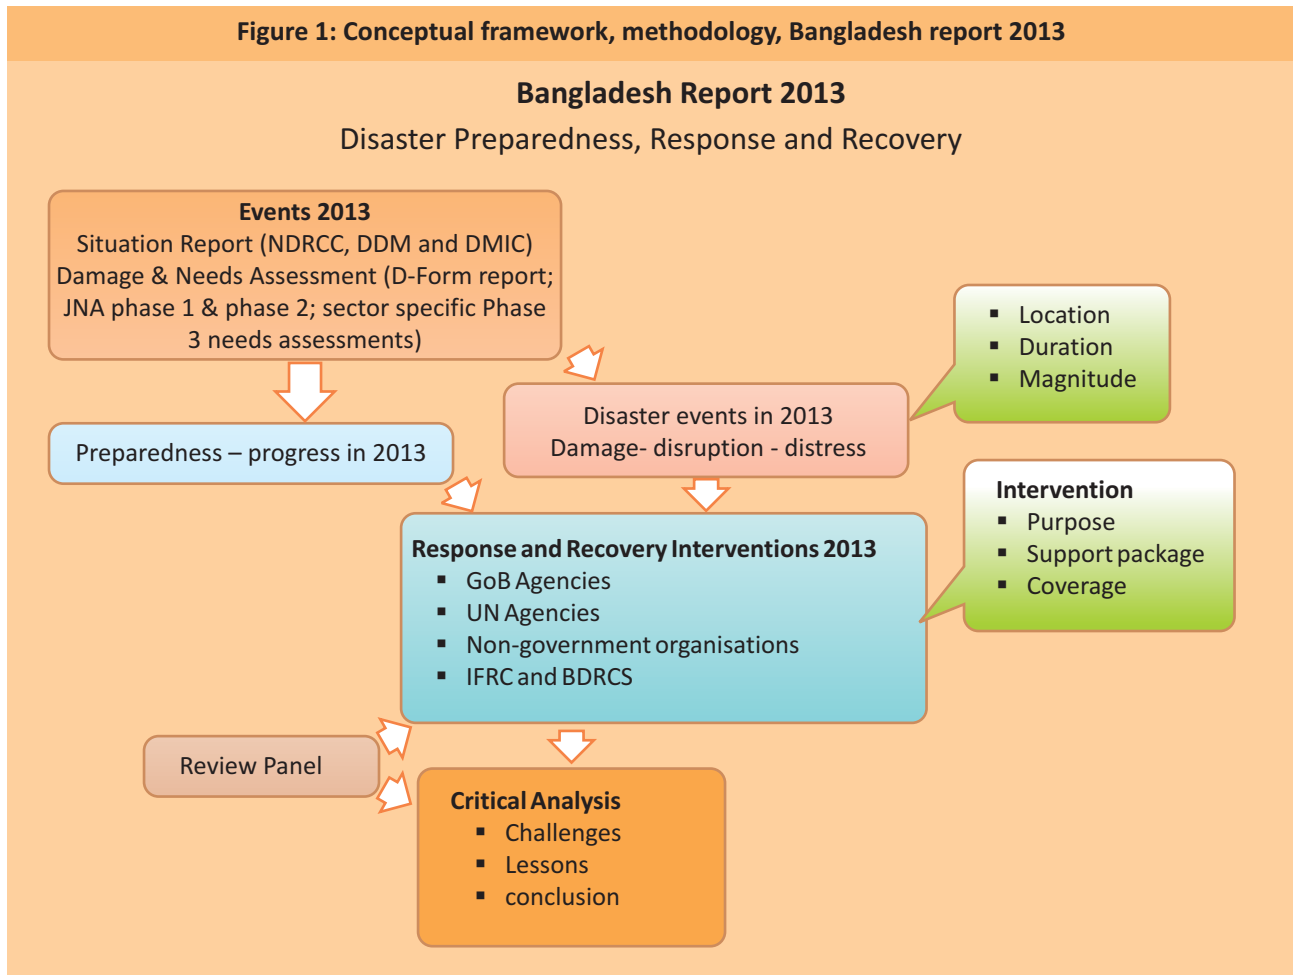 Figure 1: Conceptual framework, methodology, Bangladesh report 2013
Bangladesh Report 2013
Disaster Preparedness, Response and Recovery
Events 2013
Situation Report (NDRCC, DDM and DMIC)
Damage & Needs Assessment (D-Form report;
JNA phase 1 & phase 2; sector specific Phase
3 needs assessments)
▪ Location
▪ Duration
▪ Magnitude
Disaster events in 2013
Damage- disruption - distress
Preparedness – progress in 2013
Intervention
▪ Purpose
▪ Support package
▪ Coverage
Response and Recovery Interventions 2013
▪ GoB Agencies
▪ UN Agencies
▪ Non-government organisations
▪ IFRC and BDRCS
Review Panel
Critical Analysis
▪ Challenges
▪ Lessons
▪ conclusion